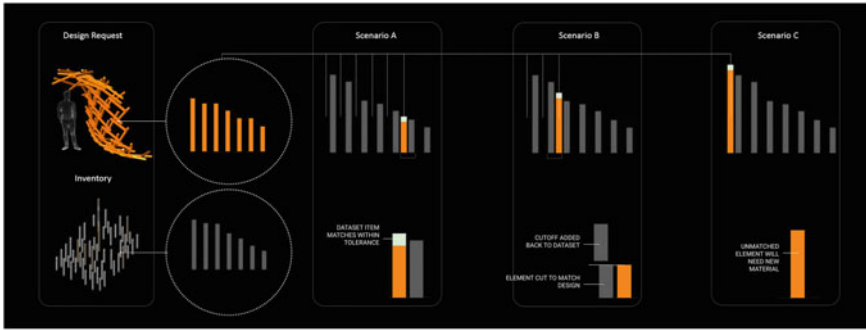 Design Request
Scenario A
Scenario B
Scenario C
Inventory
DATASET ITEM
MATCHES WITHIN
TOLERANCE
CUTOFF ADDED
BACK TO DATASET
ELEMENT CUT TO MATCH
DESIGN
UNMATCHED
ELEMENT WILL
NEED NEW
MATERIAL